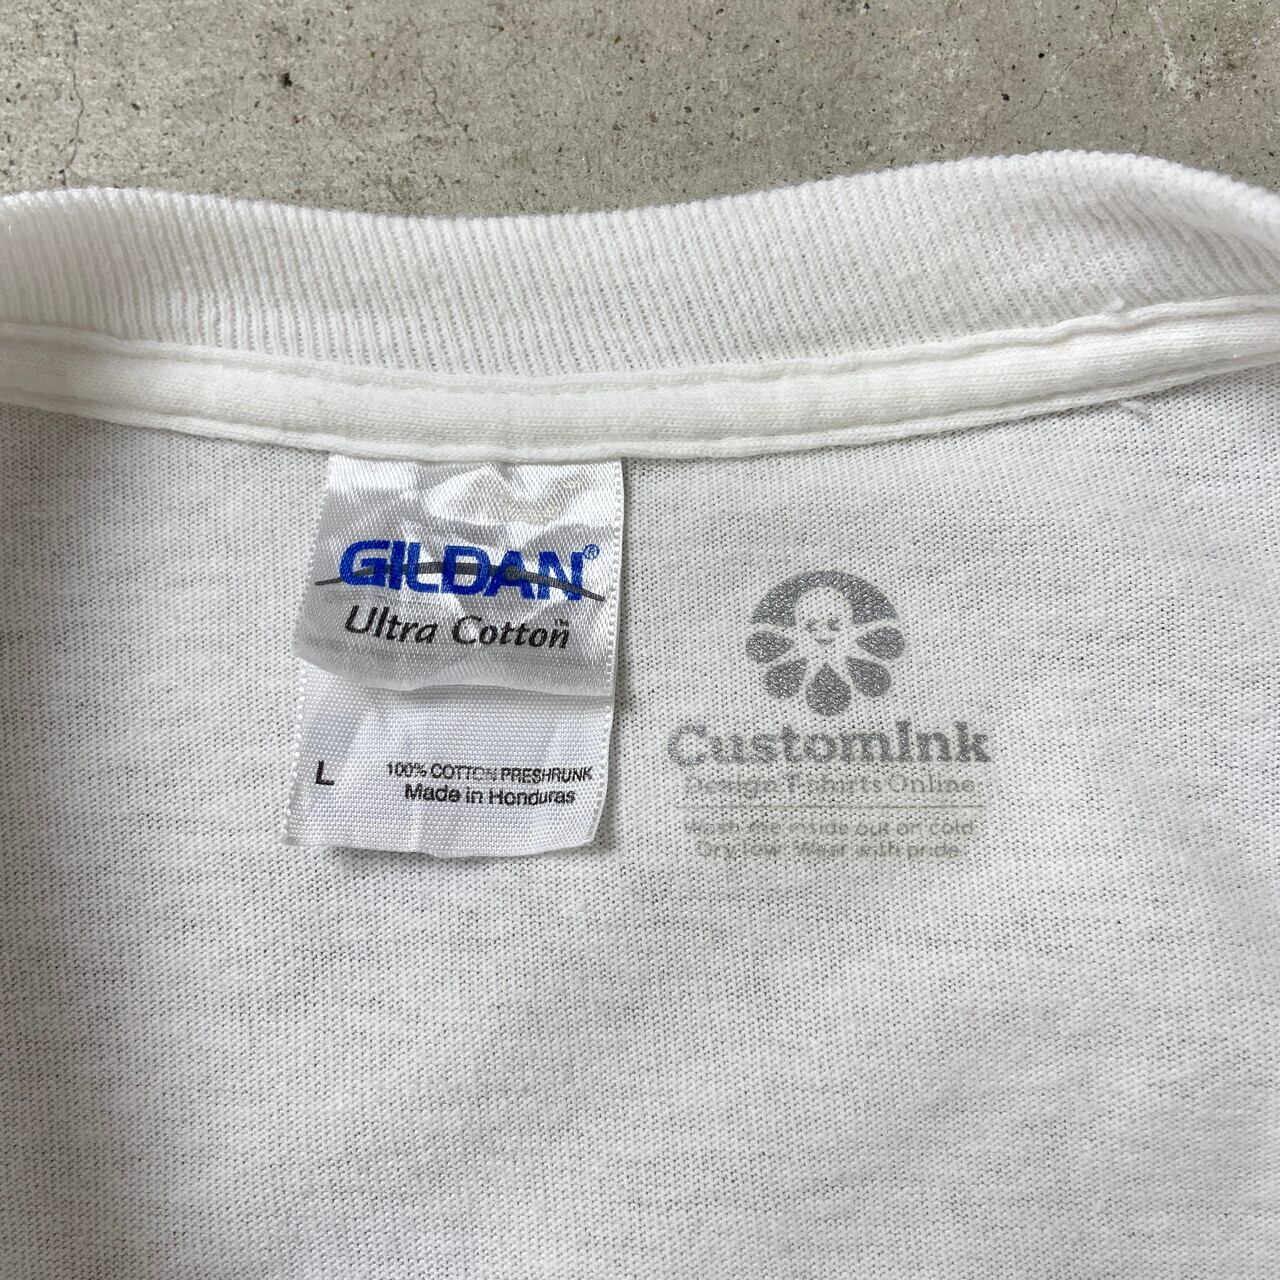 GILDAN®
Ultra Cotton™
L
100% COTTON PRESHRUNK
Made in Honduras
CustomInk
Design T-shirts Online
Wash me inside out on cold
Dry low Wear with pride